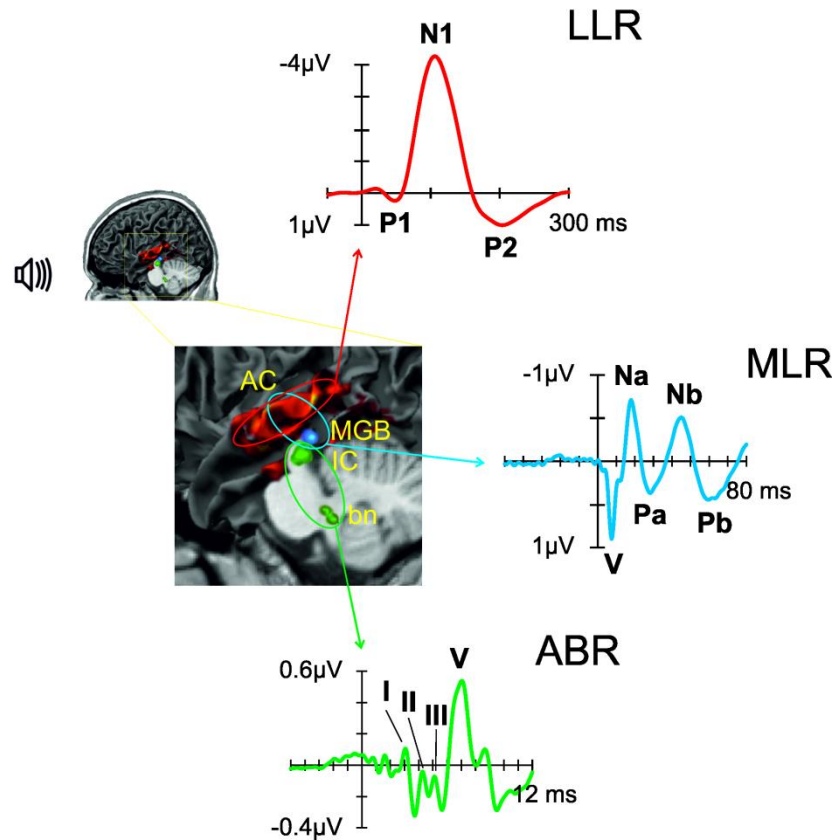 LLR
N1
-4µV
P1
300 ms
1µV
P2
AC
MGB
IC
bn
MLR
-1µV
Na
Nb
80 ms
Pa
Pb
1µV
V
ABR
0.6µV
V
I
II
III
12 ms
-0.4µV